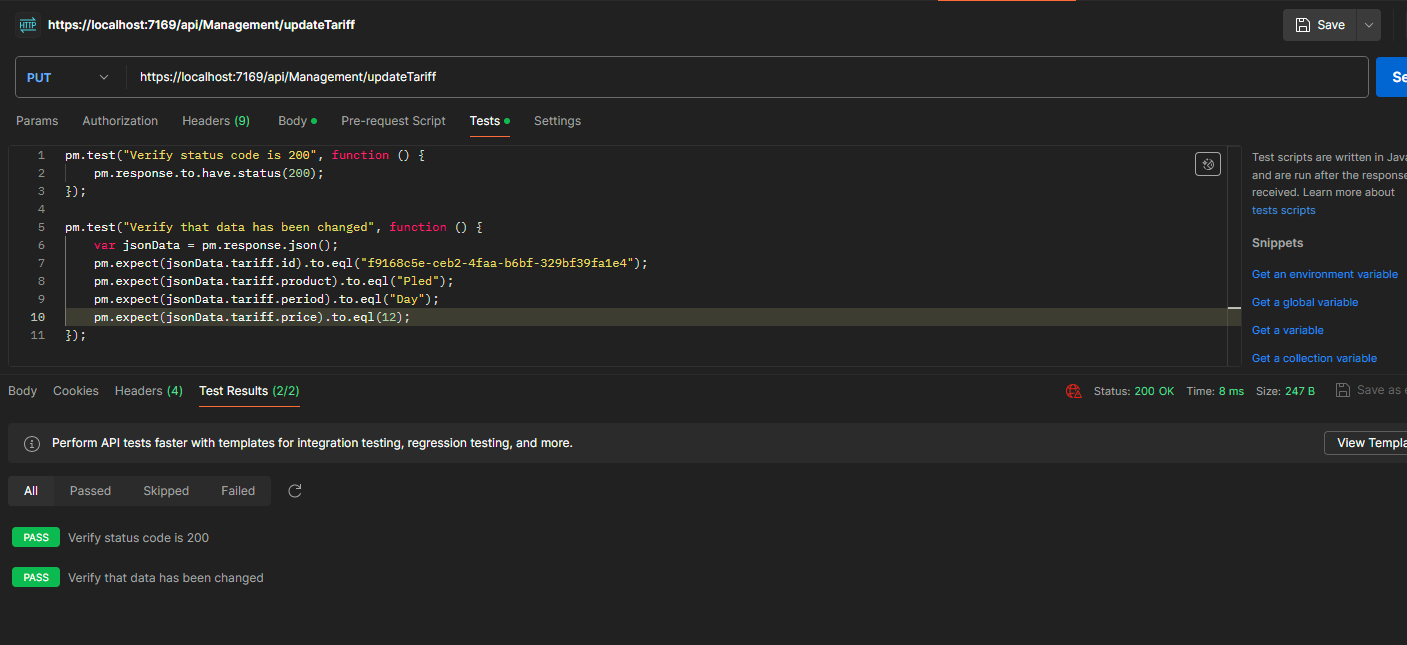 HTTP https://localhost:7169/api/Management/updateTariff
Save
PUT https://localhost:7169/api/Management/updateTariff
Se
Params Authorization Headers (9) Body Pre-request Script Tests Settings
1 pm.test("Verify status code is 200", function () {
2 pm.response.to.have.status(200);
3 });
4
5 pm.test("Verify that data has been changed", function () {
6 var jsonData = pm.response.json();
7 pm.expect(jsonData.tariff.id).to.eql("f9168c5e-ceb2-4faa-b6bf-329bf39fa1e4");
8 pm.expect(jsonData.tariff.product).to.eql("Pled");
9 pm.expect(jsonData.tariff.period).to.eql("Day");
10 pm.expect(jsonData.tariff.price).to.eql(12);
11 });
Test scripts are written in Java
and are run after the response
received. Learn more about
tests scripts
Snippets
Get an environment variable
Get a global variable
Get a variable
Get a collection variable
Body Cookies Headers (4) Test Results (2/2)
Status: 200 OK Time: 8 ms Size: 247 B Save as e
Perform API tests faster with templates for integration testing, regression testing, and more.
View Templa
All Passed Skipped Failed
PASS Verify status code is 200
PASS Verify that data has been changed